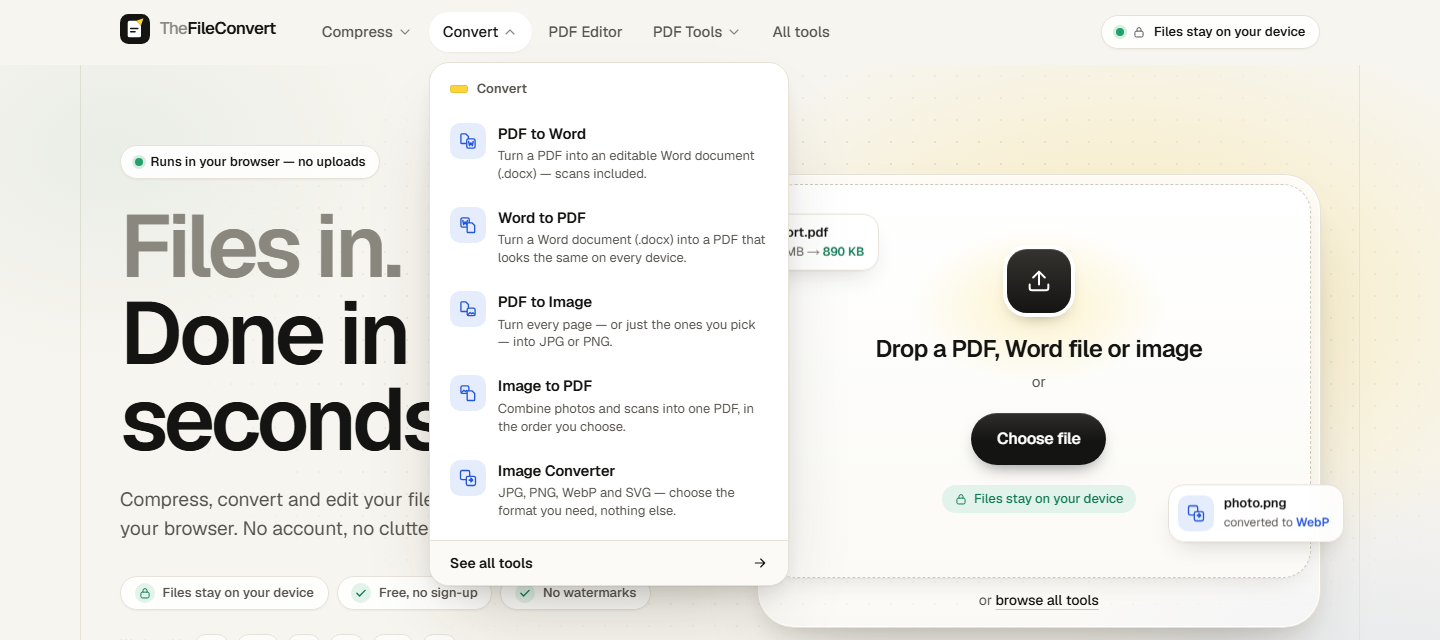 TheFileConvert
Compress
Convert
PDF Editor
PDF Tools
All tools
Files stay on your device
Convert
PDF to Word
Turn a PDF into an editable Word document
(.docx) — scans included.
Word to PDF
Turn a Word document (.docx) into a PDF that
looks the same on every device.
PDF to Image
Turn every page — or just the ones you pick
— into JPG or PNG.
Image to PDF
Combine photos and scans into one PDF, in
the order you choose.
Image Converter
JPG, PNG, WebP and SVG — choose the
format you need, nothing else.
See all tools
Runs in your browser — no uploads
Files in.
Done in
seconds
Compress, convert and edit your
your browser. No account, no
Files stay on your device
Free, no sign-up
No watermarks
ort.pdf
MB → 890 KB
Drop a PDF, Word file or image
or
Choose file
Files stay on your device
photo.png
converted to WebP
or browse all tools